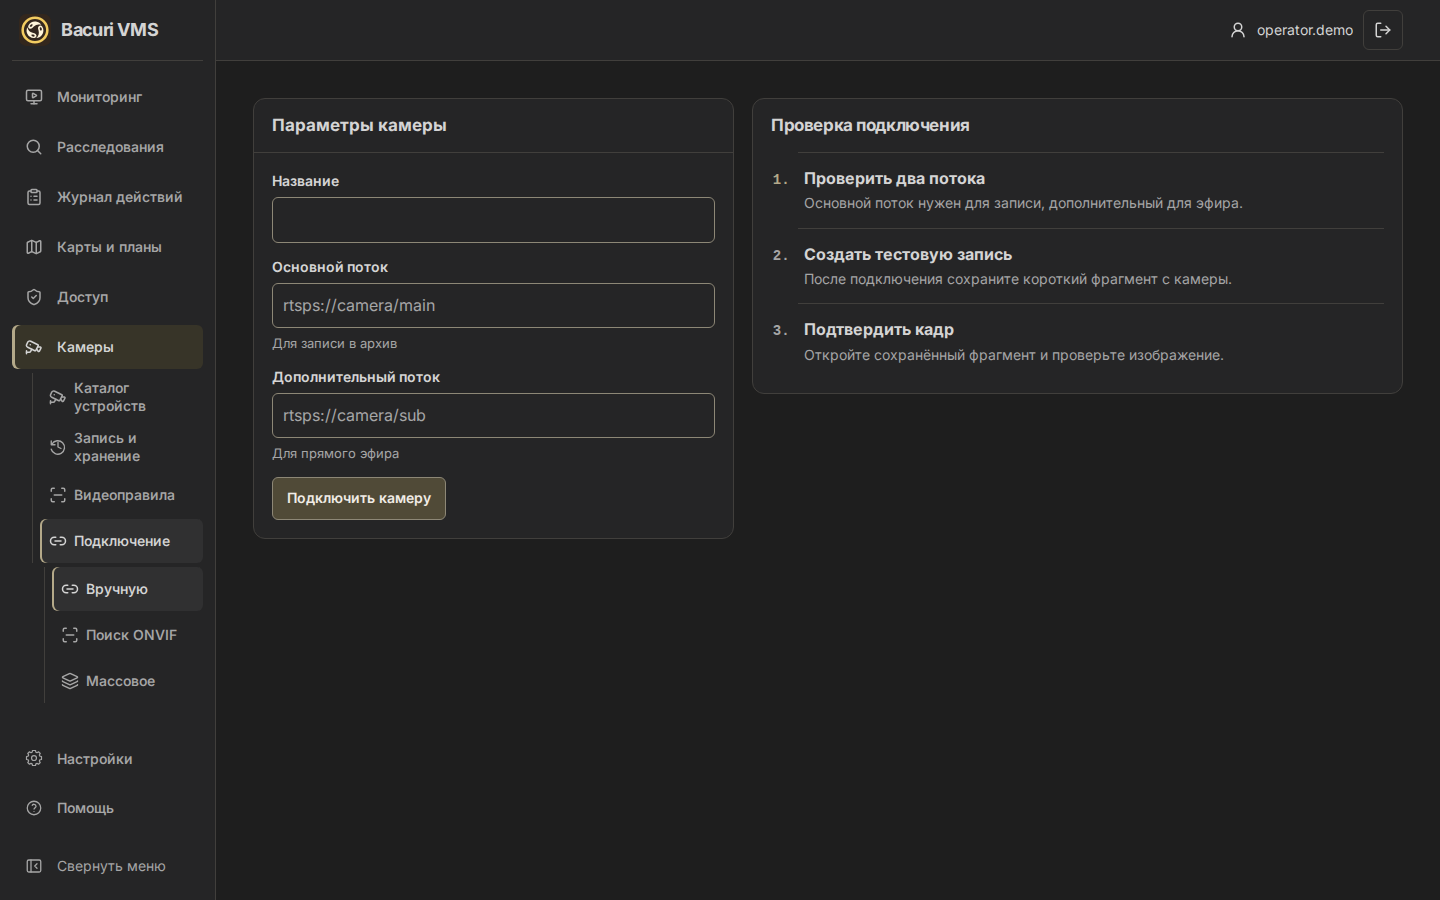 Bacuri VMS
operator.demo
Мониторинг
Расследования
Журнал действий
Карты и планы
Доступ
Камеры
Каталог
устройств
Запись и
хранение
Видеоправила
Подключение
Вручную
Поиск ONVIF
Массовое
Настройки
Помощь
Свернуть меню
Параметры камеры
Название
Основной поток
rtsps://camera/main
Для записи в архив
Дополнительный поток
rtsps://camera/sub
Для прямого эфира
Подключить камеру
Проверка подключения
1. Проверить два потока
Основной поток нужен для записи, дополнительный для эфира.
2. Создать тестовую запись
После подключения сохраните короткий фрагмент с камеры.
3. Подтвердить кадр
Откройте сохранённый фрагмент и проверьте изображение.